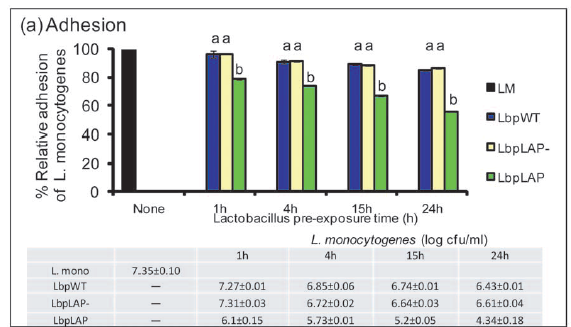 (a) Adhesion
% Relative adhesion
of L. monocytogenes
100
80
60
40
20
0
a a
b
a a
b
a a
b
a a
b
LM
LbpWT
LbpLAP-
LbpLAP
None 1h 4h 15h 24h
Lactobacillus pre-exposure time (h)
L. monocytogenes (log cfu/ml)
1h 4h 15h 24h
L. mono 7.35±0.10
LbpWT — 7.27±0.01 6.85±0.06 6.74±0.01 6.43±0.01
LbpLAP- — 7.31±0.03 6.72±0.02 6.64±0.03 6.61±0.04
LbpLAP — 6.1±0.15 5.73±0.01 5.2±0.05 4.34±0.18